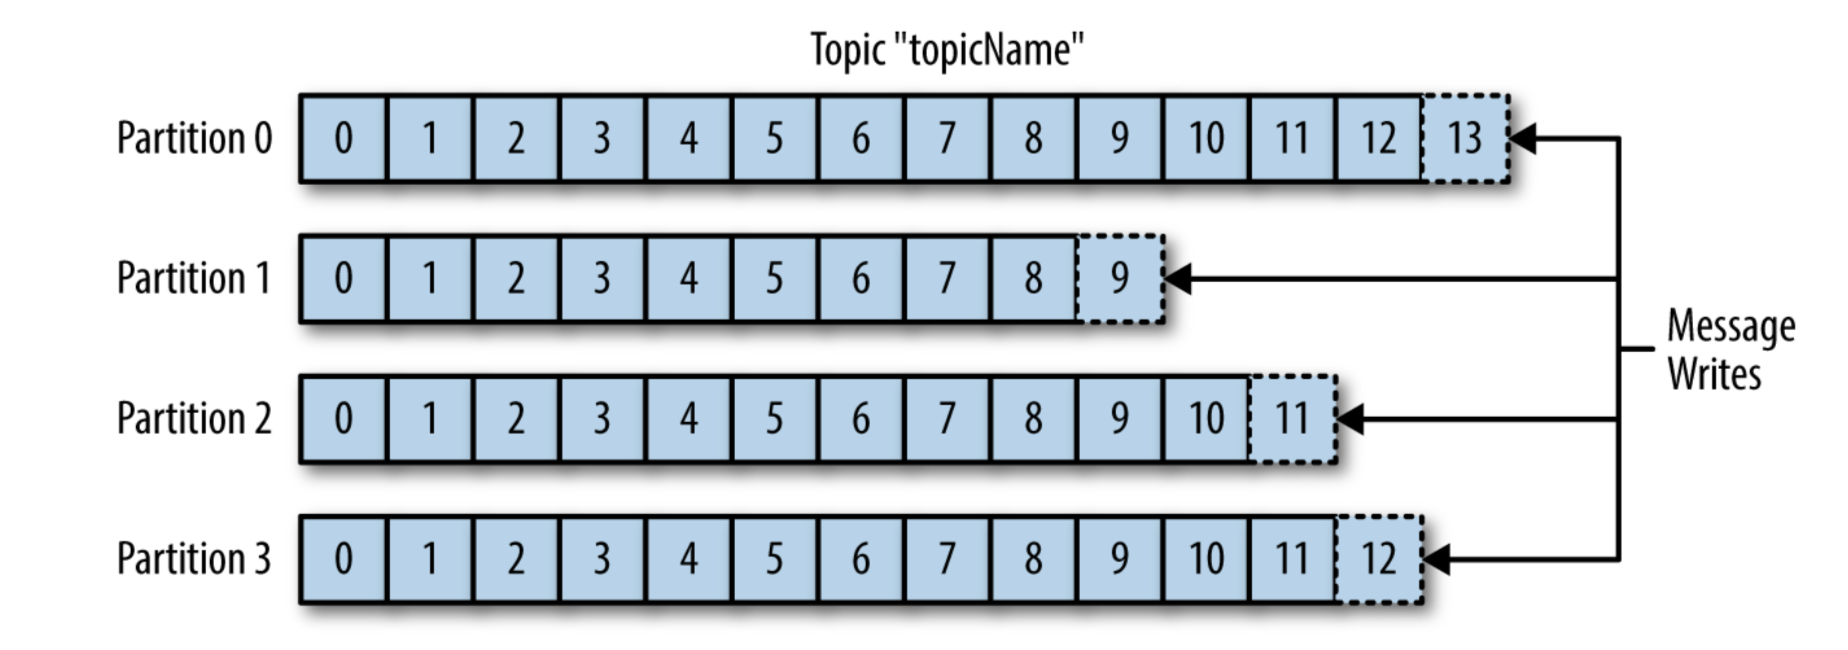 Topic "topicName"
Partition 0 0 1 2 3 4 5 6 7 8 9 10 11 12 13
Partition 1 0 1 2 3 4 5 6 7 8 9
Partition 2 0 1 2 3 4 5 6 7 8 9 10 11
Partition 3 0 1 2 3 4 5 6 7 8 9 10 11 12
Message
Writes